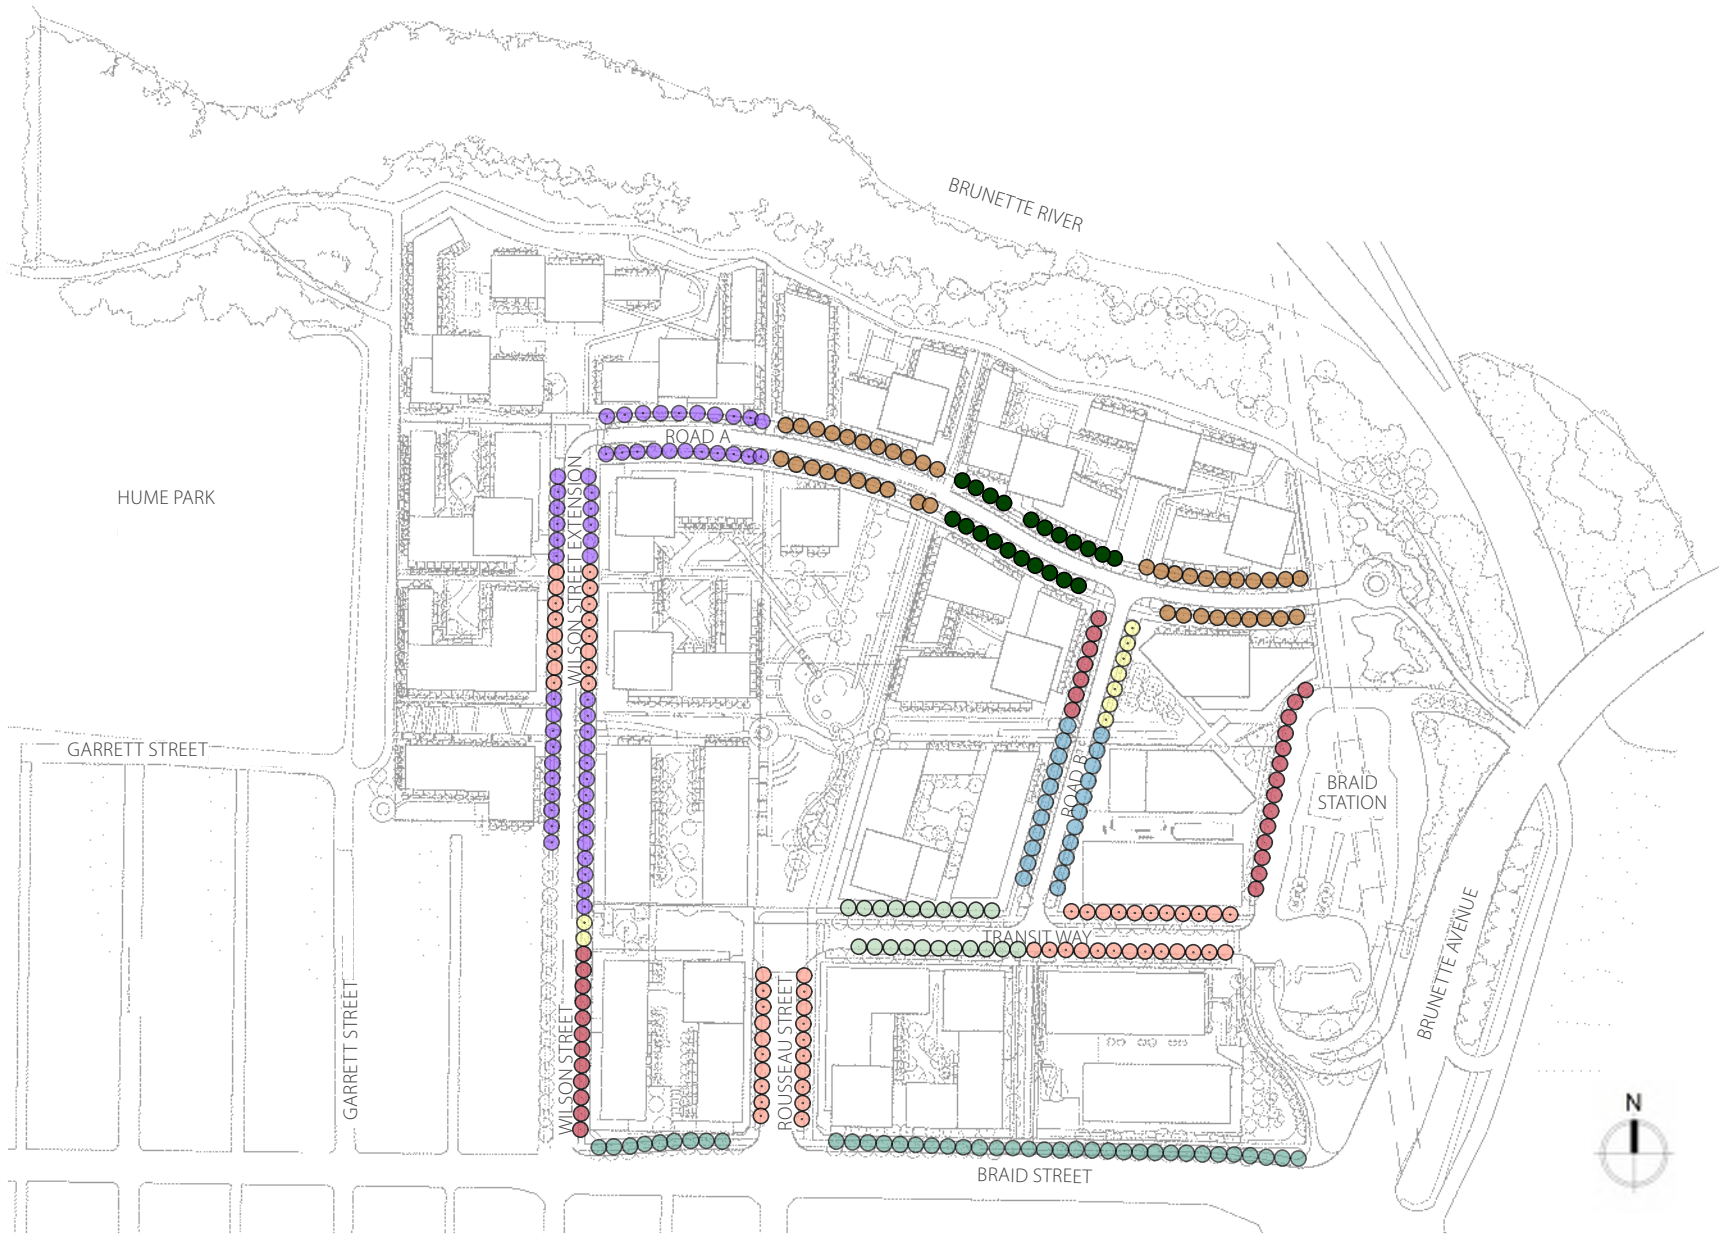 BRUNETTE RIVER
ROAD A
WILSON STREET EXTENSION
HUME PARK
GARRETT STREET
ROAD B
BRAID
STATION
TRANSIT WAY
BRUNETTE AVENUE
GARRETT STREET
WILSON STREET
ROUSSEAU STREET
BRAID STREET
N